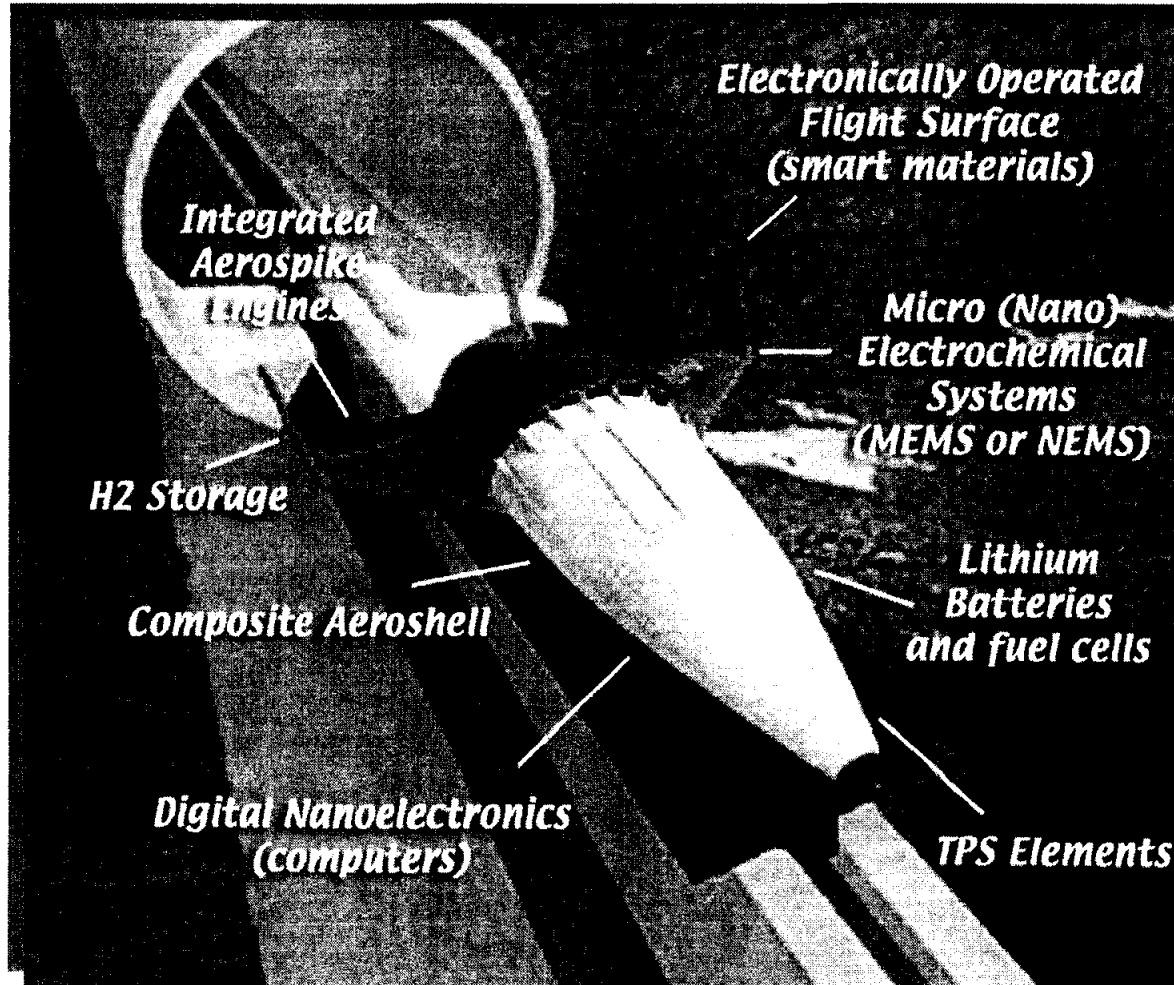 Electronically Operated
Flight Surface
(smart materials)
Integrated
Aerospike
Engines
Micro (Nano)
Electrochemical
Systems
(MEMS or NEMS)
H2 Storage
Lithium
Batteries
and fuel cells
Composite Aeroshell
Digital Nanoelectronics
(computers)
TPS Elements